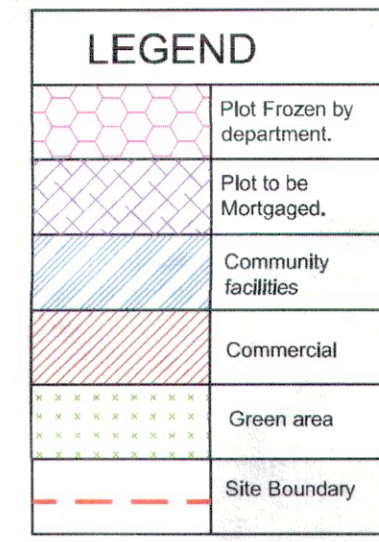 LEGEND
Plot Frozen by
department.
Plot to be
Mortgaged.
Community
facilities
Commercial
Green area
Site Boundary